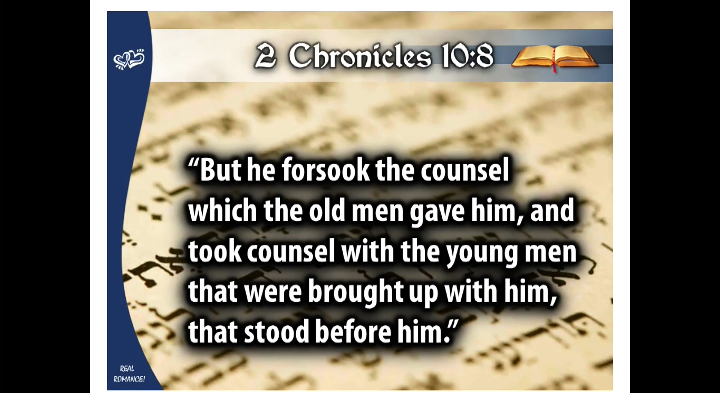 2 Chronicles 10:8
“But he forsook the counsel
which the old men gave him, and
took counsel with the young men
that were brought up with him,
that stood before him.”
REAL
ROMANCE!